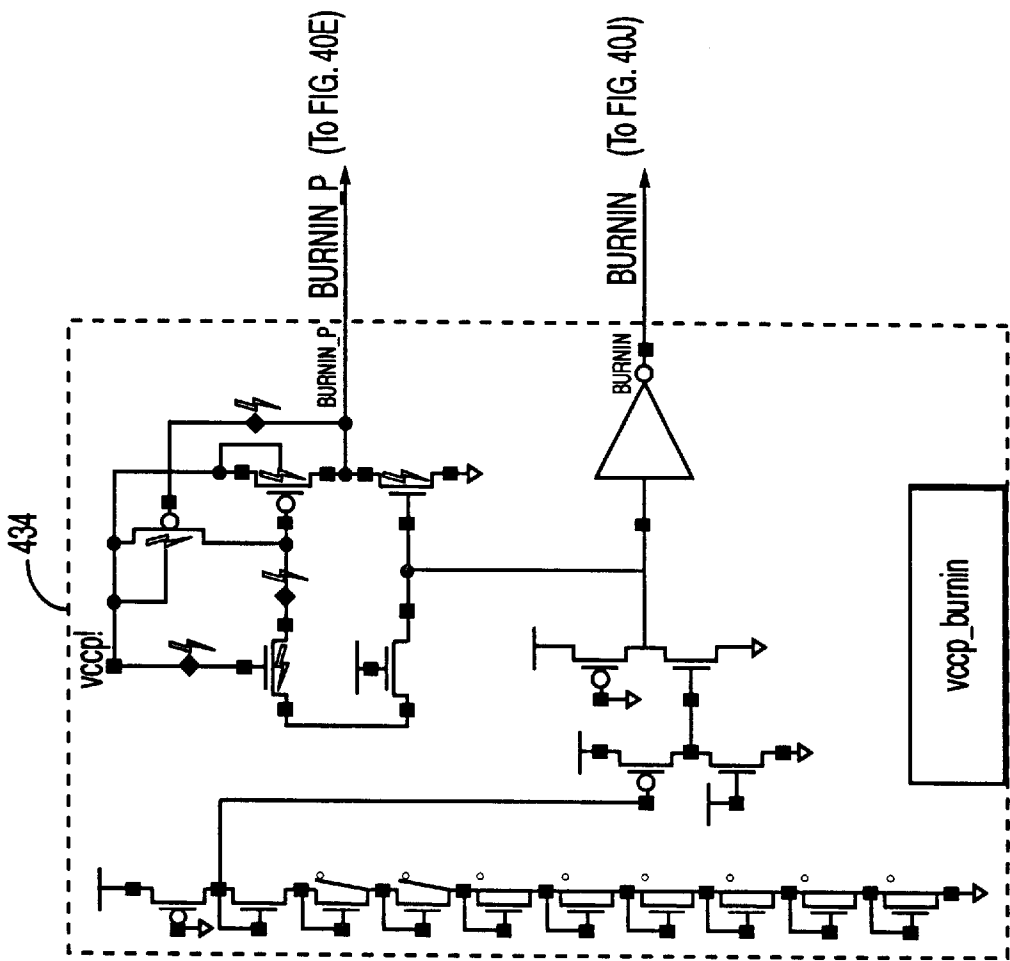 434
vccp!
BURNIN_P
BURNIN_P (To FIG. 40E)
BURNIN
BURNIN (To FIG. 40J)
vccp_burnin